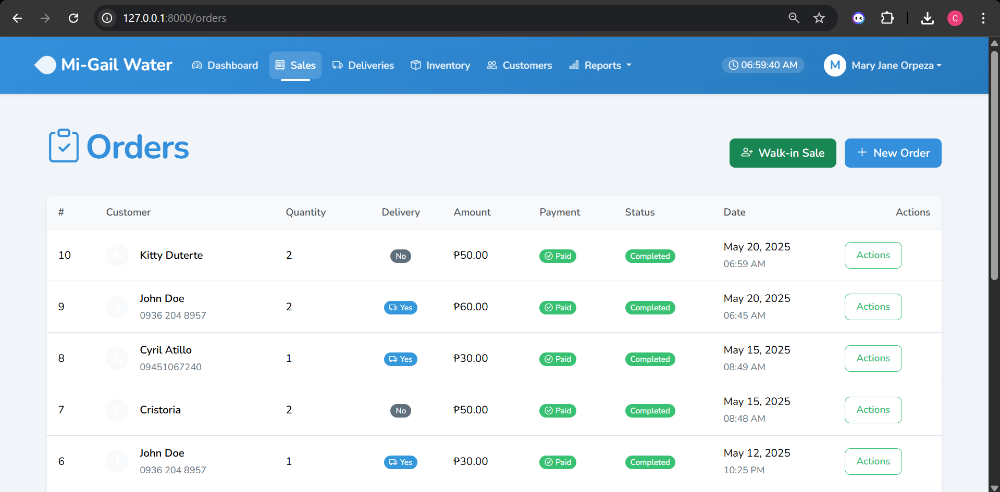 127.0.0.1:8000/orders
C
Mi-Gail Water
Dashboard
Sales
Deliveries
Inventory
Customers
Reports
06:59:40 AM
M
Mary Jane Orpeza
Orders
Walk-in Sale
New Order
# Customer Quantity Delivery Amount Payment Status Date Actions
10 K Kitty Duterte 2 No ₱50.00 Paid Completed May 20, 2025 Actions
06:59 AM
9 J John Doe 2 Yes ₱60.00 Paid Completed May 20, 2025 Actions
0936 204 8957 06:45 AM
8 C Cyril Atillo 1 Yes ₱30.00 Paid Completed May 15, 2025 Actions
09451067240 08:49 AM
7 C Cristoria 2 No ₱50.00 Paid Completed May 15, 2025 Actions
08:48 AM
6 J John Doe 1 Yes ₱30.00 Paid Completed May 12, 2025 Actions
0936 204 8957 10:25 PM